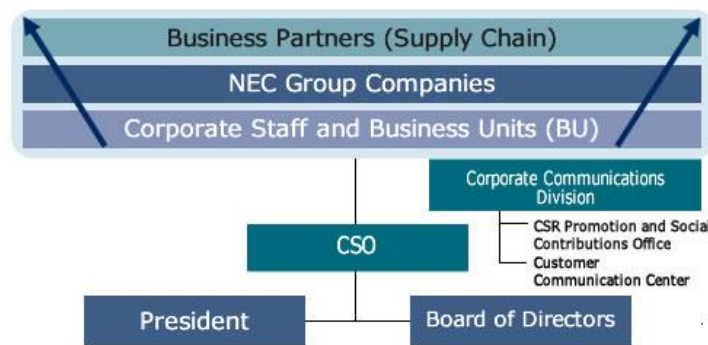 Business Partners (Supply Chain)
NEC Group Companies
Corporate Staff and Business Units (BU)
Corporate Communications
Division
CSR Promotion and Social
Contributions Office
Customer
Communication Center
CSO
President
Board of Directors